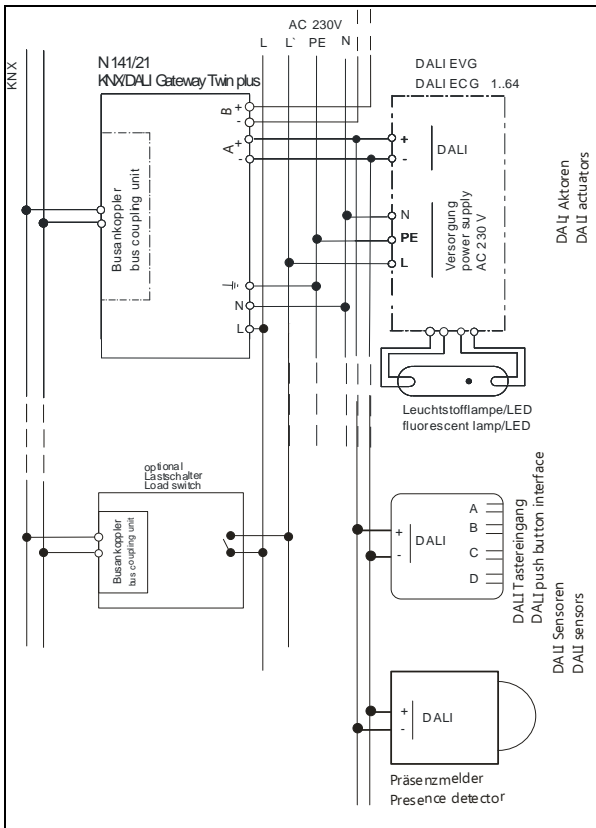 AC 230V
L L` PE N
KNX
N 141/21
KNX/DALI Gateway Twin plus
DALI EVG
DALI ECG 1..64
B + -
A + -
Busankoppler
bus coupling unit
+ -
DALI
N
PE
L
Versorgung
power supply
AC 230 V
DALI Aktoren
DALI actuators
N
L
Leuchtstofflampe/LED
fluorescent lamp/LED
optional
Lastschalter
Load switch
Busankoppler
bus coupling unit
+ -
DALI
A
B
C
D
DALI Tastereingang
DALI push button interface
DALI Sensoren
DALI sensors
+ -
DALI
Präsenzmelder
Presence detector